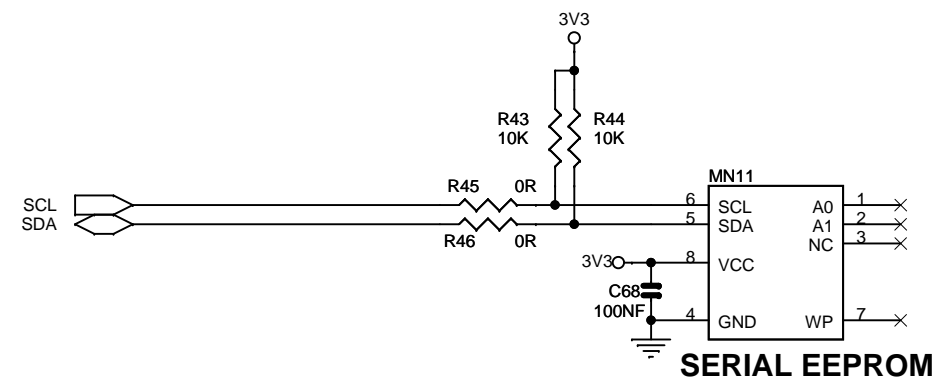 3V3
R43
10K
R44
10K
MN11
R45 0R
SCL
SDA
R46 0R
6 SCL
5 SDA
A0 1
A1 2
NC 3
3V3
8 VCC
C68
100NF
4 GND
WP 7
SERIAL EEPROM